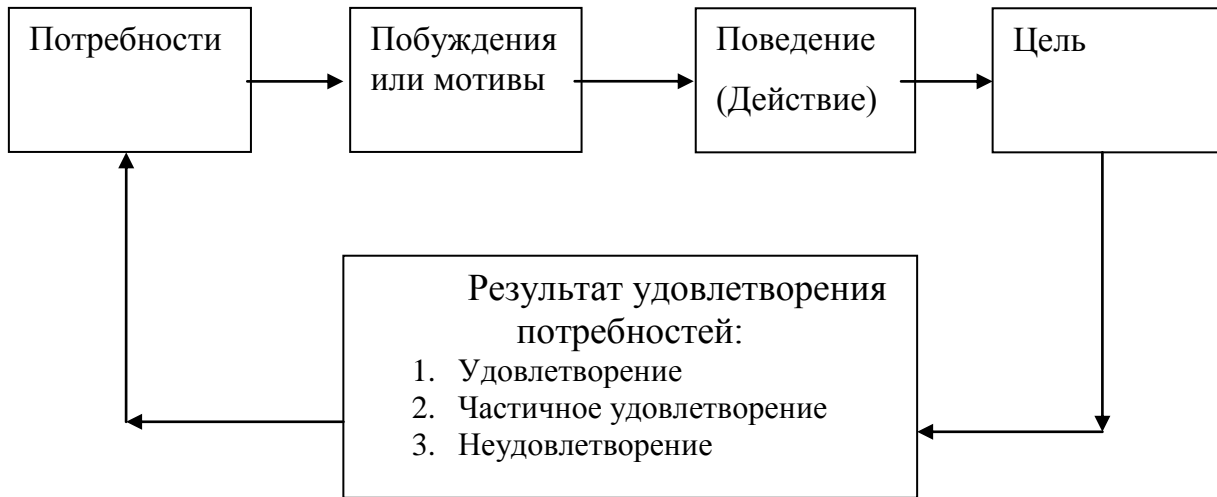 Потребности
Побуждения
или мотивы
Поведение
(Действие)
Цель
Результат удовлетворения
потребностей:
1. Удовлетворение
2. Частичное удовлетворение
3. Неудовлетворение